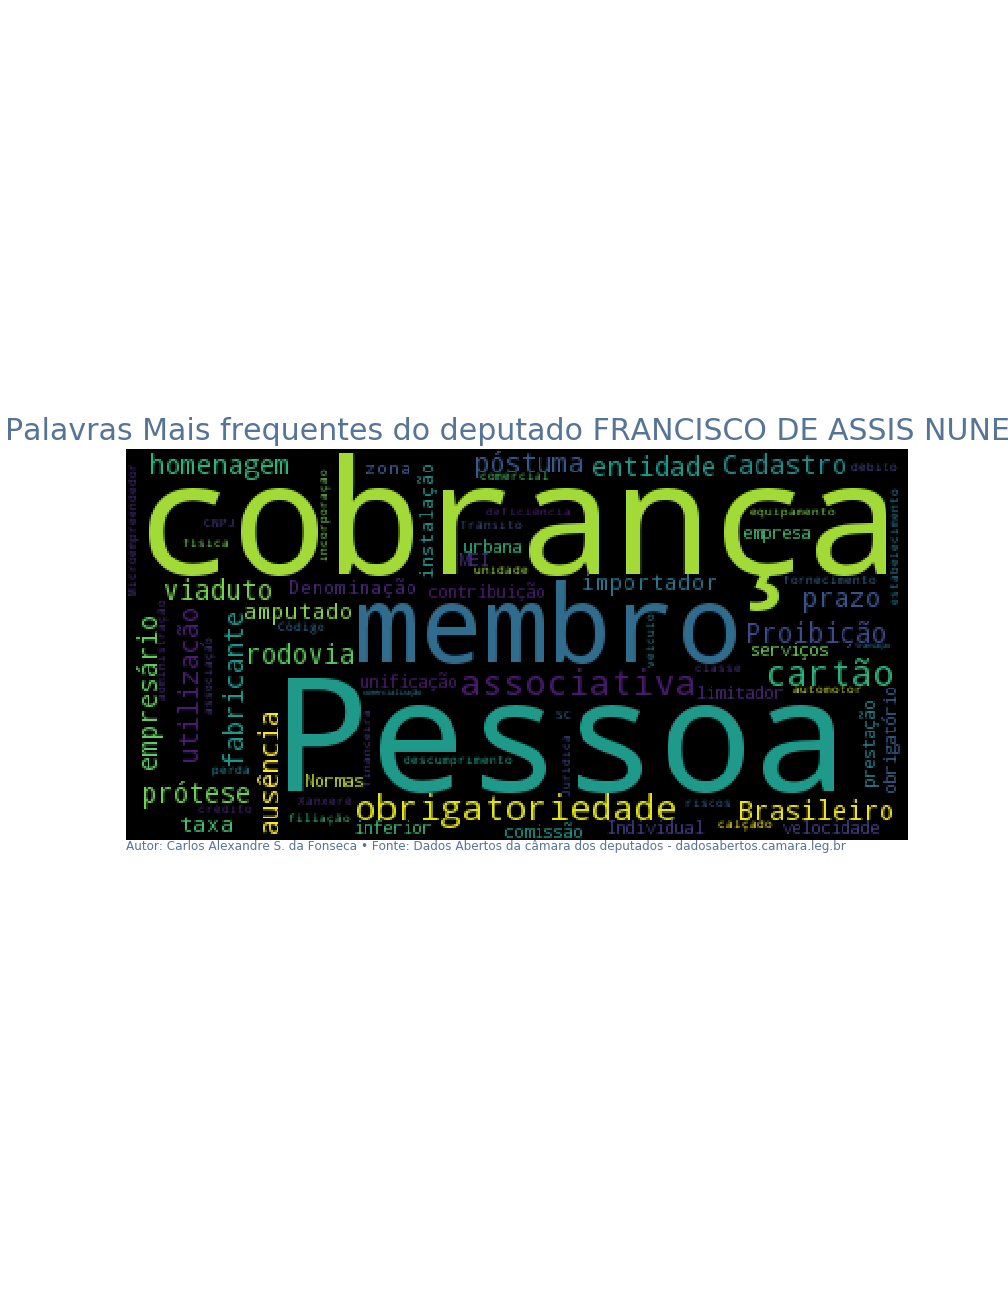 Palavras Mais frequentes do deputado FRANCISCO DE ASSIS NUNE
homenagem
zona
póstuma
comercial
entidade
Cadastro
débito
cobrança
Microempreendedor
CNPJ
física
incorporação
instalação
deficiência
Trânsito
urbana
MEI
unidade
equipamento
empresa
estabelecimento
viaduto
Denominação
contribuição
importador
fornecimento
prazo
amputado
Código
membro
veículo
Proibição
serviços
empresário
administração
utilização
associação
fabricante
rodovia
unificação
associativa
classe
limitador
cartão
automotor
Pessoa
ausência
financeira
descumprimento
SC
jurídica
prestação
obrigatório
perda
prótese
crédito
taxa
Normas
Xanxerê
filiação
obrigatoriedade
inferior
comissão
riscos
Individual
Brasileiro
calçado
velocidade
Autor: Carlos Alexandre S. da Fonseca • Fonte: Dados Abertos da câmara dos deputados - dadosabertos.camara.leg.br